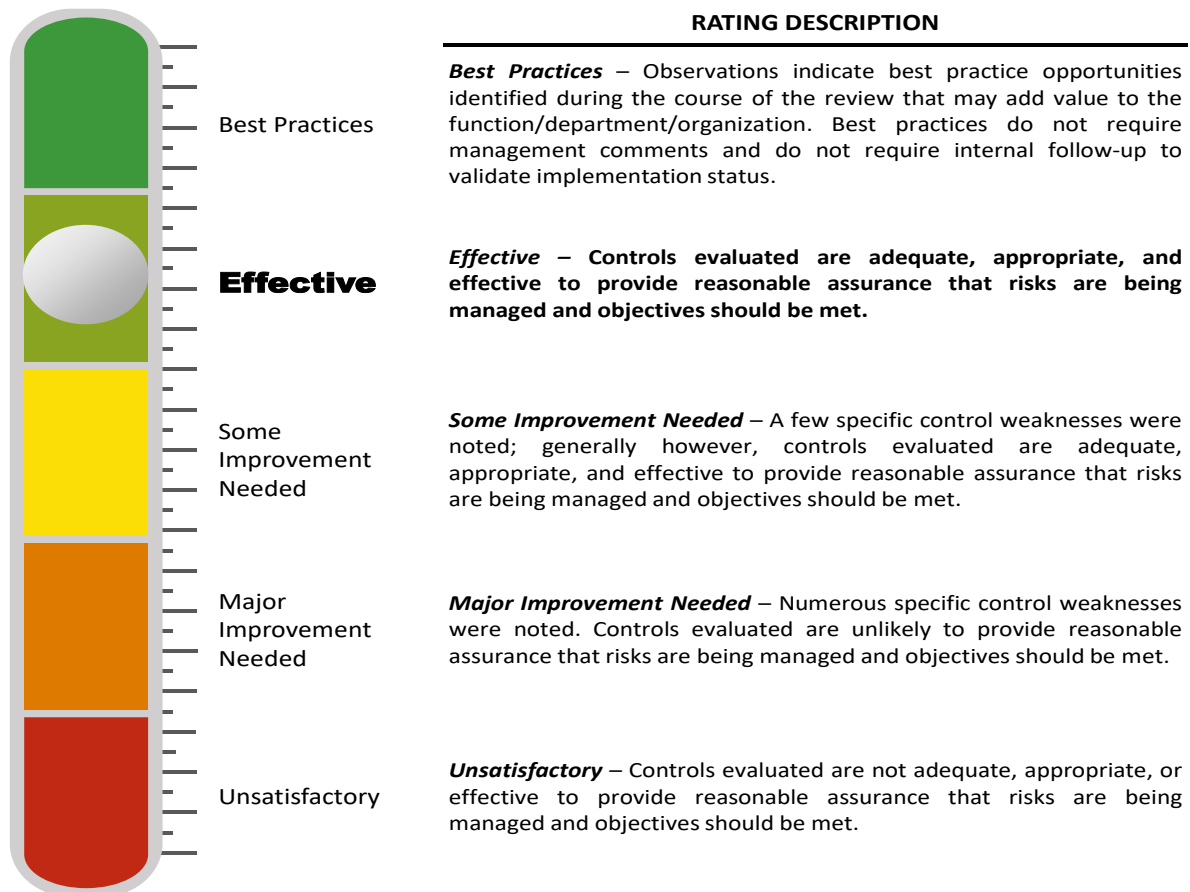 RATING DESCRIPTION
Best Practices
Best Practices – Observations indicate best practice opportunities
identified during the course of the review that may add value to the
function/department/organization. Best practices do not require
management comments and do not require internal follow-up to
validate implementation status.
Effective
Effective – Controls evaluated are adequate, appropriate, and
effective to provide reasonable assurance that risks are being
managed and objectives should be met.
Some
Improvement
Needed
Some Improvement Needed – A few specific control weaknesses were
noted; generally however, controls evaluated are adequate,
appropriate, and effective to provide reasonable assurance that risks
are being managed and objectives should be met.
Major
Improvement
Needed
Major Improvement Needed – Numerous specific control weaknesses
were noted. Controls evaluated are unlikely to provide reasonable
assurance that risks are being managed and objectives should be met.
Unsatisfactory
Unsatisfactory – Controls evaluated are not adequate, appropriate, or
effective to provide reasonable assurance that risks are being
managed and objectives should be met.